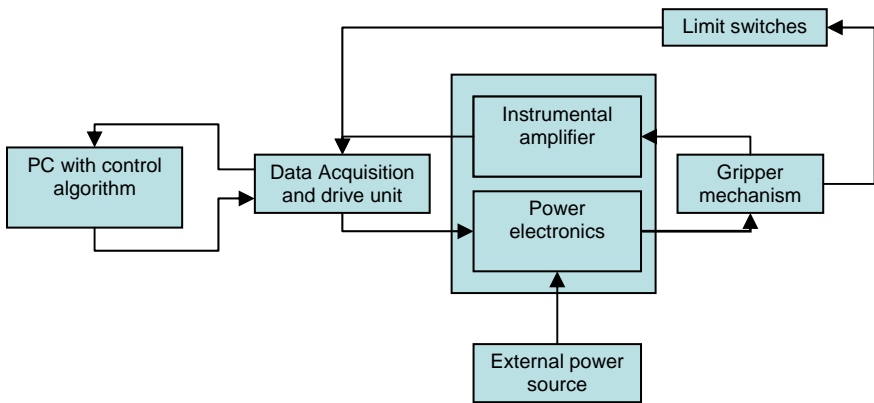 Limit switches
Instrumental
amplifier
PC with control
algorithm
Data Acquisition
and drive unit
Gripper
mechanism
Power
electronics
External power
source